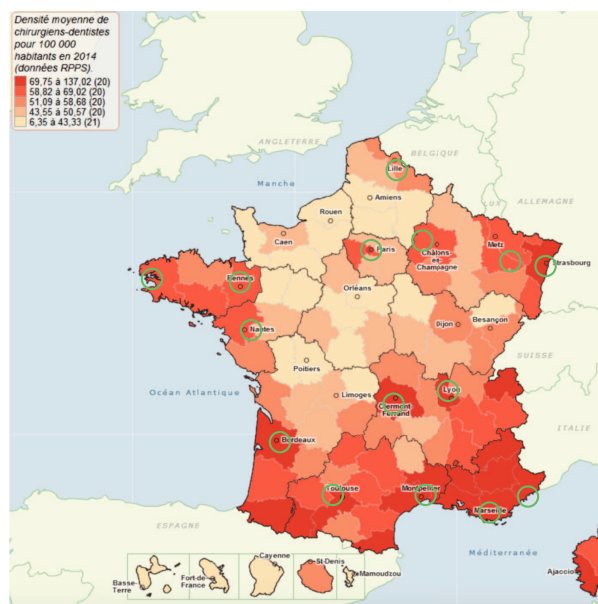 Densité moyenne de
chirurgiens-dentistes
pour 100 000
habitants en 2014
(données RPPS).
69,75 à 137,02 (20)
58,82 à 69,02 (20)
51,09 à 58,68 (20)
43,55 à 50,57 (20)
6,35 à 43,33 (21)
ANGLETERRE
BELGIQUE
Lille
Manche
LUX
ALLEMAGNE
Amiens
Rouen
Caen
Paris
Metz
Châlons
es
Champagne
Strasbourg
Rennes
Orléans
Nantes
Dijon
Besançon
SUISSE
Poitiers
Océan Atlantique
Limoges
Clermont-
Ferrand
Lyon
ITALIE
Bordeaux
Toulouse
Montpellier
Marseille
ESPAGNE
Méditerranée
Ajaccio
Basse-
Terre
Fort-de-
France
Cayenne
St-Denis
Mamoudzou